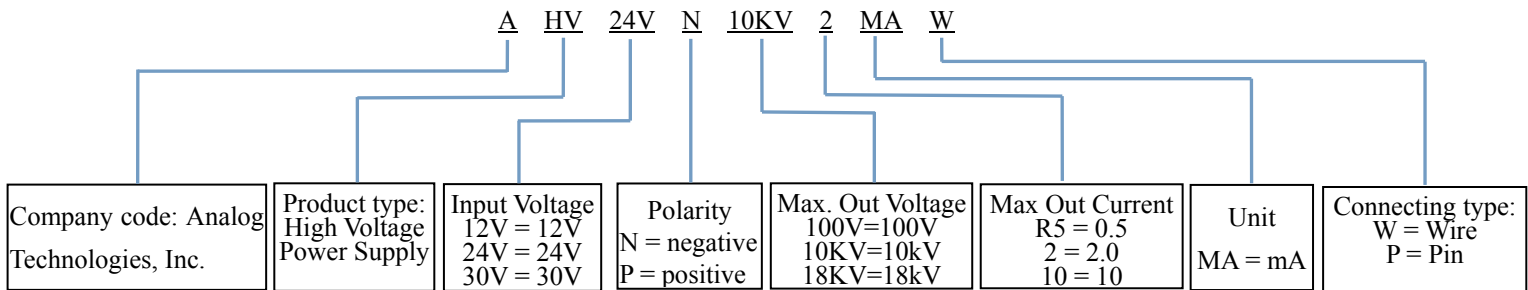 A HV 24V N 10KV 2 MA W
Company code: Analog
Technologies, Inc.
Product type:
High Voltage
Power Supply
Input Voltage
12V = 12V
24V = 24V
30V = 30V
Polarity
N = negative
P = positive
Max. Out Voltage
100V=100V
10KV=10kV
18KV=18kV
Max Out Current
R5 = 0.5
2 = 2.0
10 = 10
Unit
MA = mA
Connecting type:
W = Wire
P = Pin